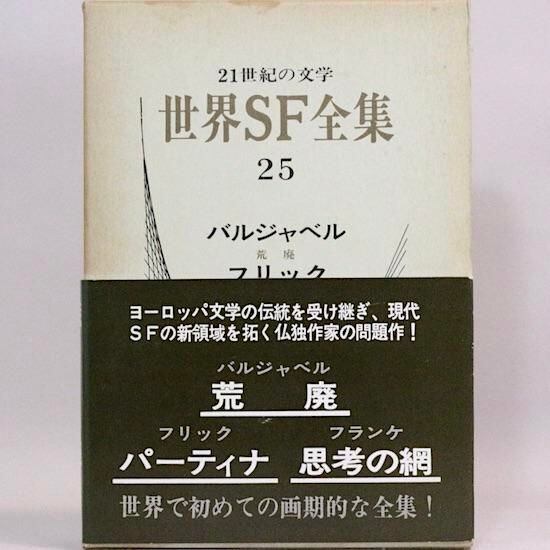 21世紀の文学
世界SF全集
25
バルジャベル
荒廃
フリック
ヨーロッパ文学の伝統を受け継ぎ、現代
SFの新領域を拓く仏独作家の問題作!
バルジャベル
荒 廃
フリック フランケ
パーティナ 思考の網
世界で初めての画期的な全集!